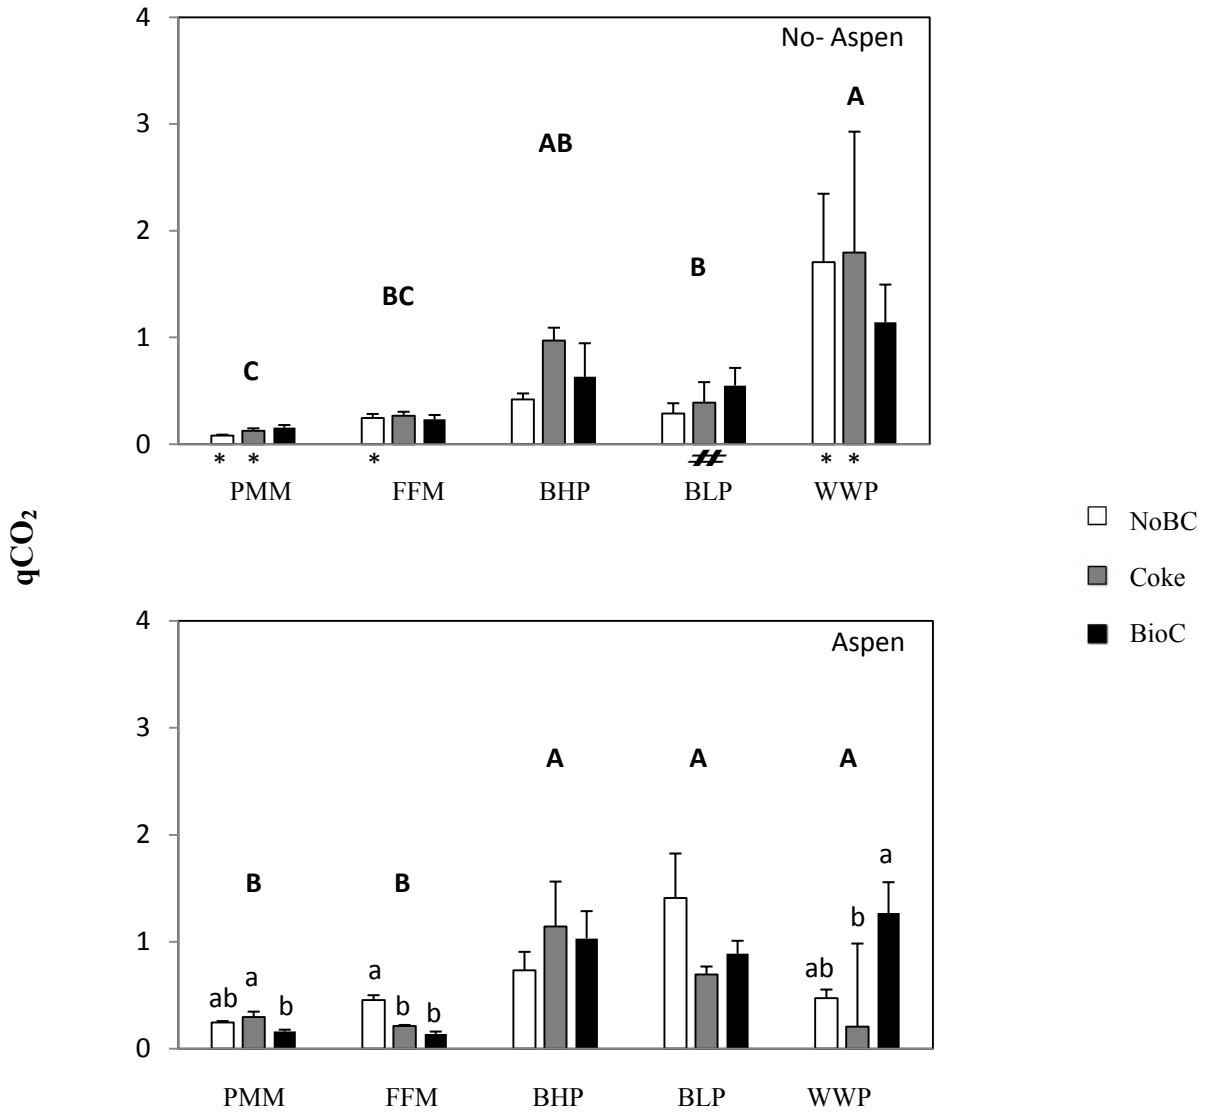 4
No- Aspen
A
3
AB
2
B
BC
1
C
0
* * * # * *
PMM FFM BHP BLP WWP
qCO₂
NoBC
Coke
BioC
4
Aspen
3
A A A
2
B B
a
b
1
a a ab
ab b b b
0
PMM FFM BHP BLP WWP